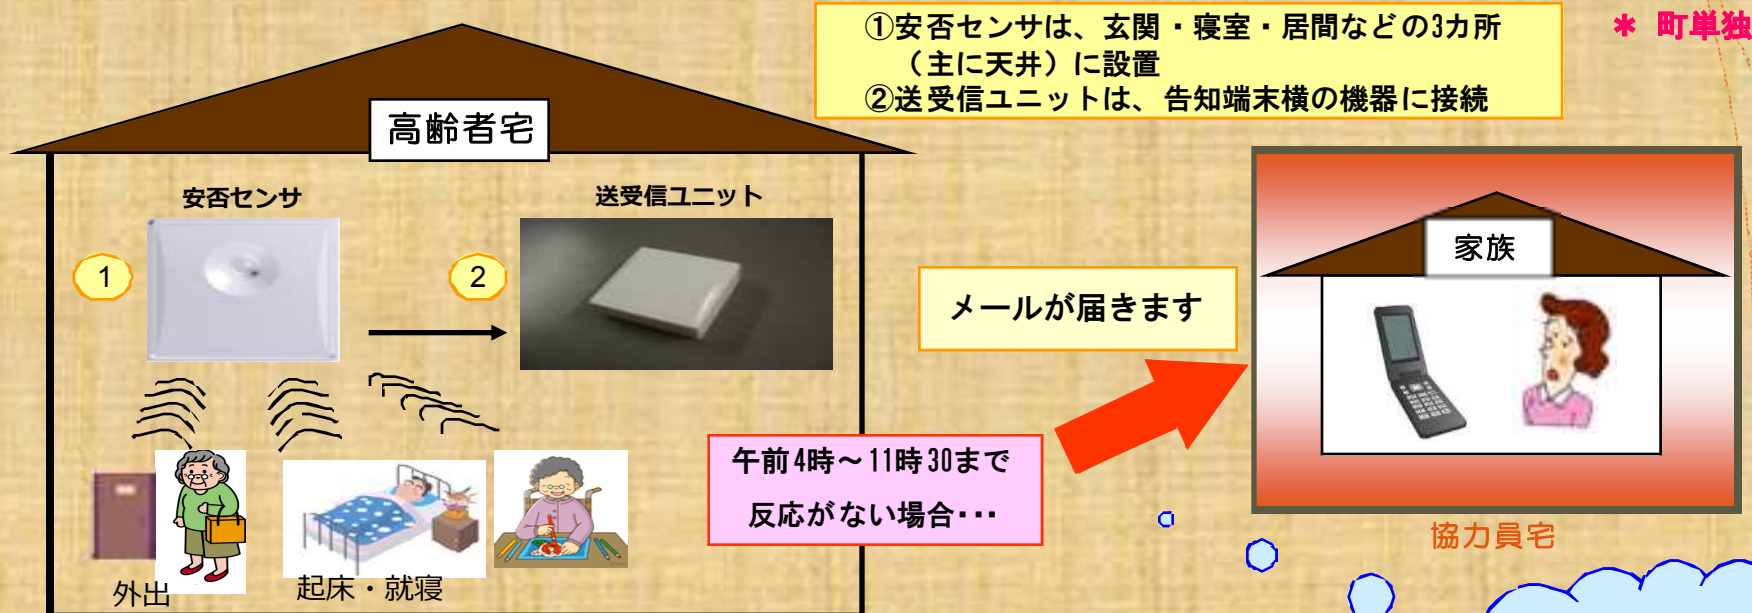 ①安否センサは、玄関・寝室・居間などの3カ所
（主に天井）に設置
②送受信ユニットは、告知端末横の機器に接続
＊ 町単独
高齢者宅
安否センサ
送受信ユニット
1
2
メールが届きます
家族
午前4時～11時30まで
反応がない場合･･･
協力員宅
外出
起床・就寝